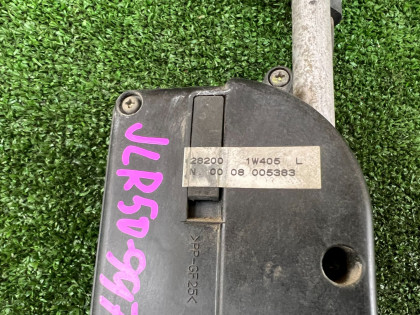 28200 1W405 L
N 00 08 005383
>PP-GF25<
JLR50-997